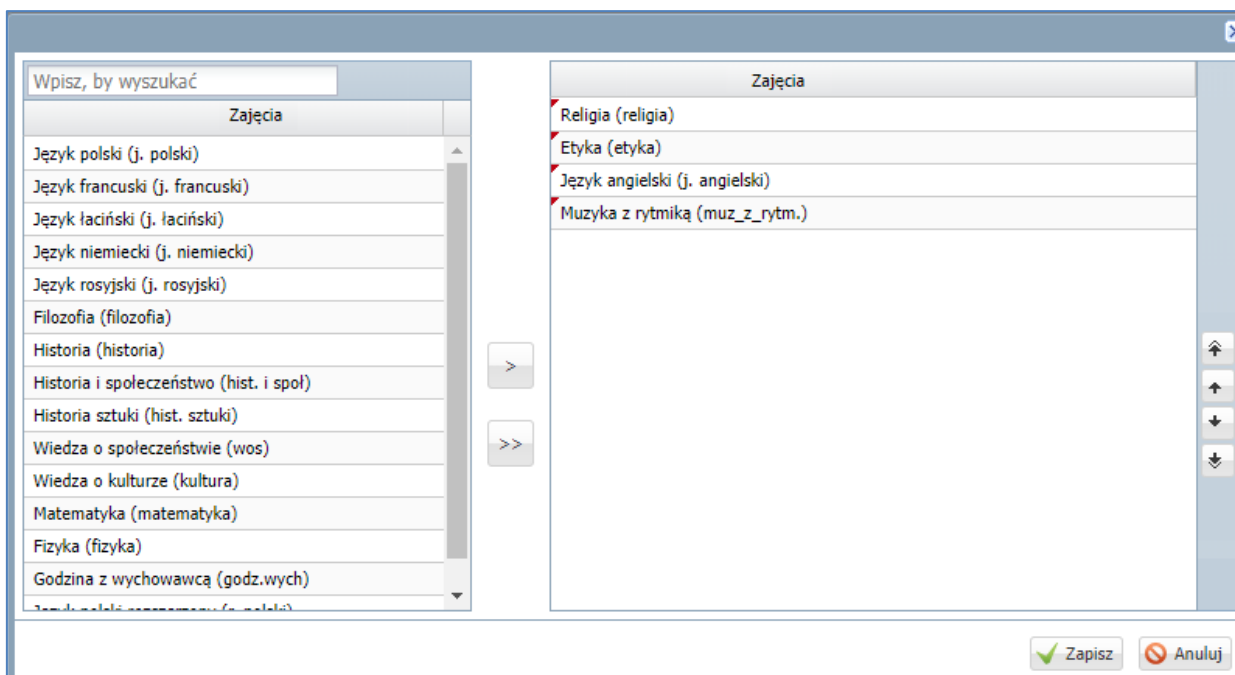 Wpisz, by wyszukać
Zajęcia
Język polski (j. polski)
Język francuski (j. francuski)
Język łaciński (j. łaciński)
Język niemiecki (j. niemiecki)
Język rosyjski (j. rosyjski)
Filozofia (filozofia)
Historia (historia)
Historia i społeczeństwo (hist. i społ)
Historia sztuki (hist. sztuki)
Wiedza o społeczeństwie (wos)
Wiedza o kulturze (kultura)
Matematyka (matematyka)
Fizyka (fizyka)
Godzina z wychowawcą (godz.wych)
>
>>
Zajęcia
Religia (religia)
Etyka (etyka)
Język angielski (j. angielski)
Muzyka z rytmiką (muz_z_rytm.)
Zapisz
Anuluj